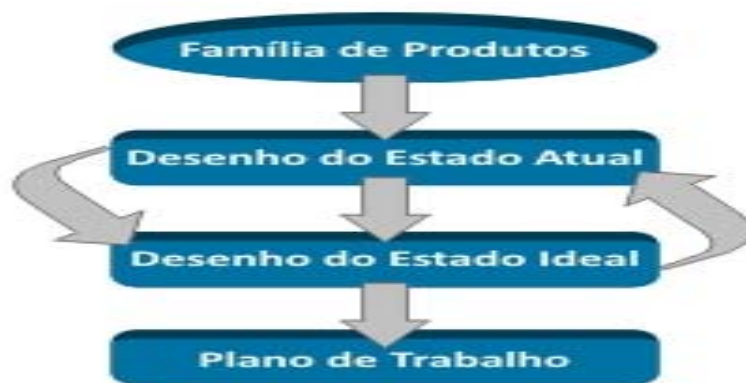 Família de Produtos
Desenho do Estado Atual
Desenho do Estado Ideal
Plano de Trabalho